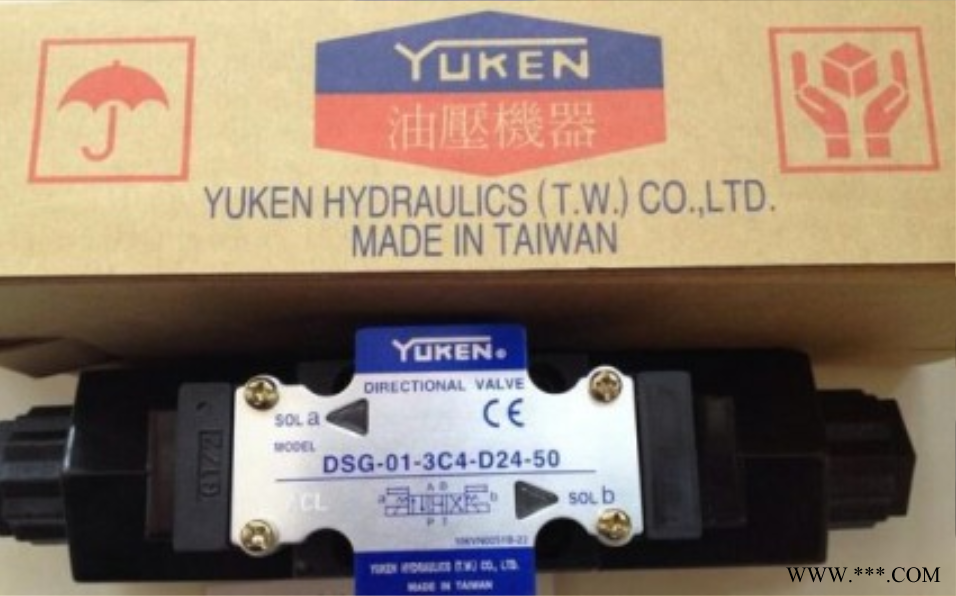 YUKEN
油壓機器
YUKEN HYDRAULICS (T.W.) CO.,LTD.
MADE IN TAIWAN
YUKEN®
DIRECTIONAL VALVE
SOL a
CE
MODEL
DSG-01-3C4-D24-50
CL
a b
P T
SOL b
YUKEN HYDRAULICS (T.W.) CO., LTD.
MADE IN TAIWAN
WWW.***.COM